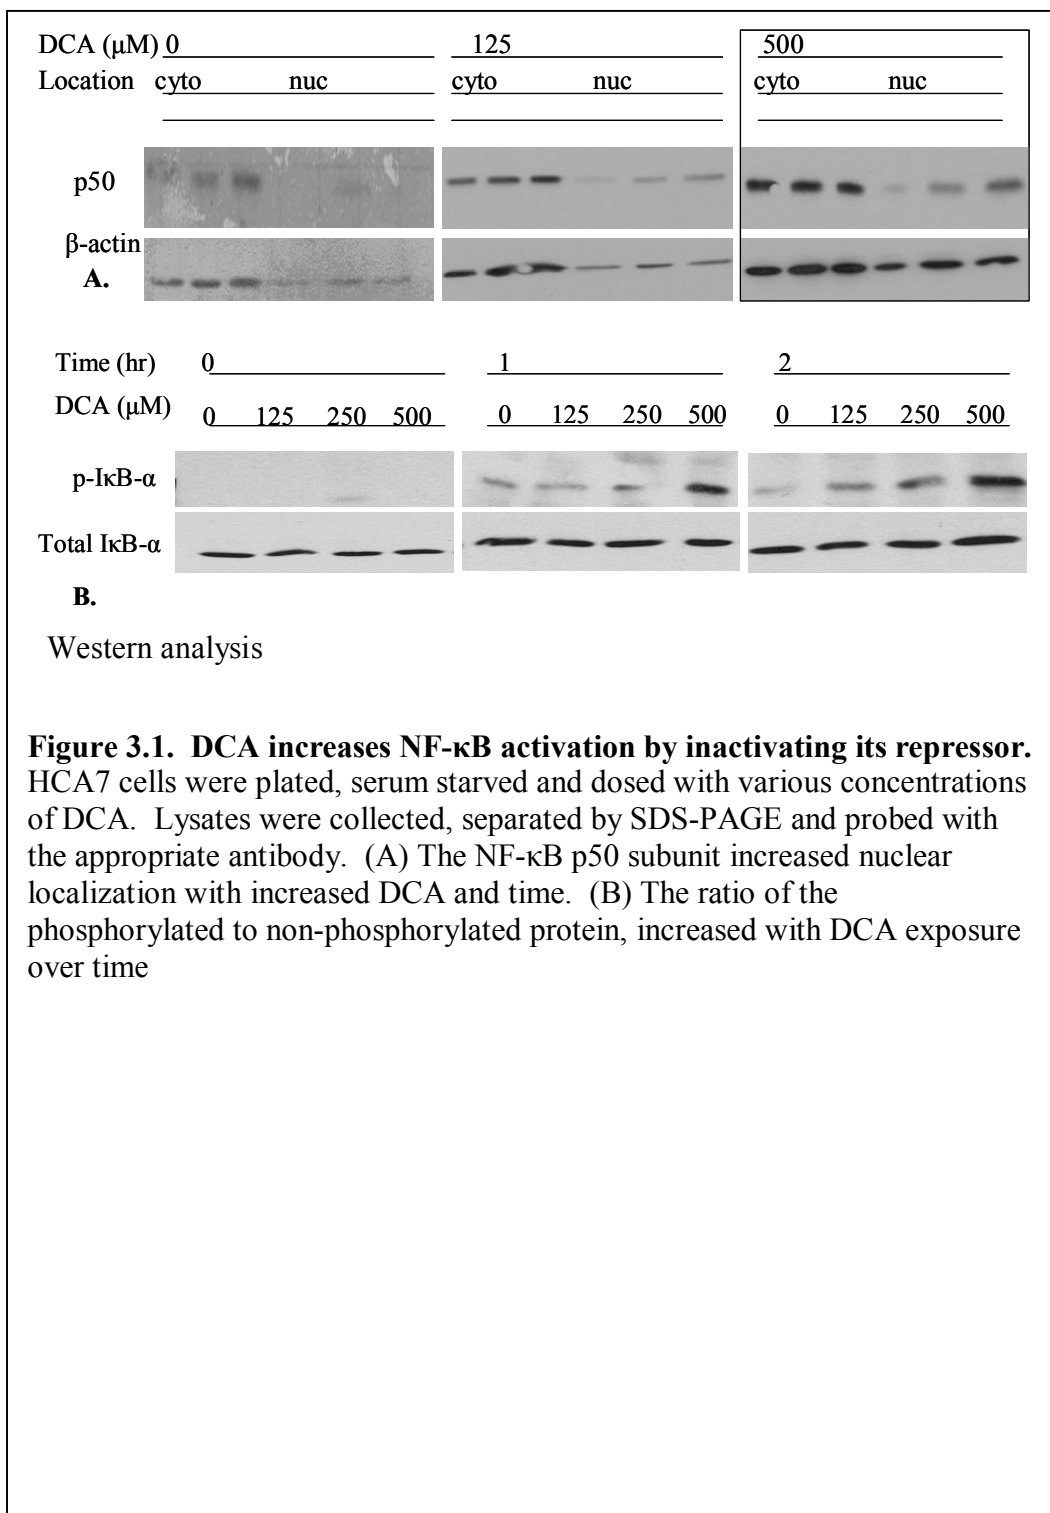 DCA (μM) 0 125 500
Location cyto nuc cyto nuc cyto nuc
p50
β-actin
A.
Time (hr) 0 1 2
DCA (μM) 0 125 250 500 0 125 250 500 0 125 250 500
p-IκB-α
Total IκB-α
B.
Western analysis
Figure 3.1. DCA increases NF-κB activation by inactivating its repressor.
HCA7 cells were plated, serum starved and dosed with various concentrations
of DCA. Lysates were collected, separated by SDS-PAGE and probed with
the appropriate antibody. (A) The NF-κB p50 subunit increased nuclear
localization with increased DCA and time. (B) The ratio of the
phosphorylated to non-phosphorylated protein, increased with DCA exposure
over time